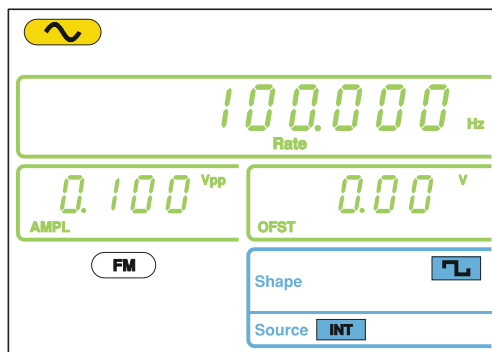 100.000 Hz
Rate
0.100 Vpp
AMPL
0.00 V
OFST
FM
Shape
Source INT